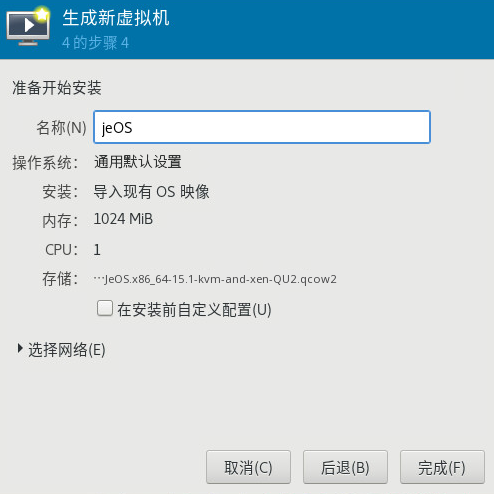 生成新虚拟机
4 的步骤 4
准备开始安装
名称(N) jeOS
操作系统： 通用默认设置
安装： 导入现有 OS 映像
内存： 1024 MiB
CPU： 1
存储： …JeOS.x86_64-15.1-kvm-and-xen-QU2.qcow2
在安装前自定义配置(U)
选择网络(E)
取消(C) 后退(B) 完成(F)